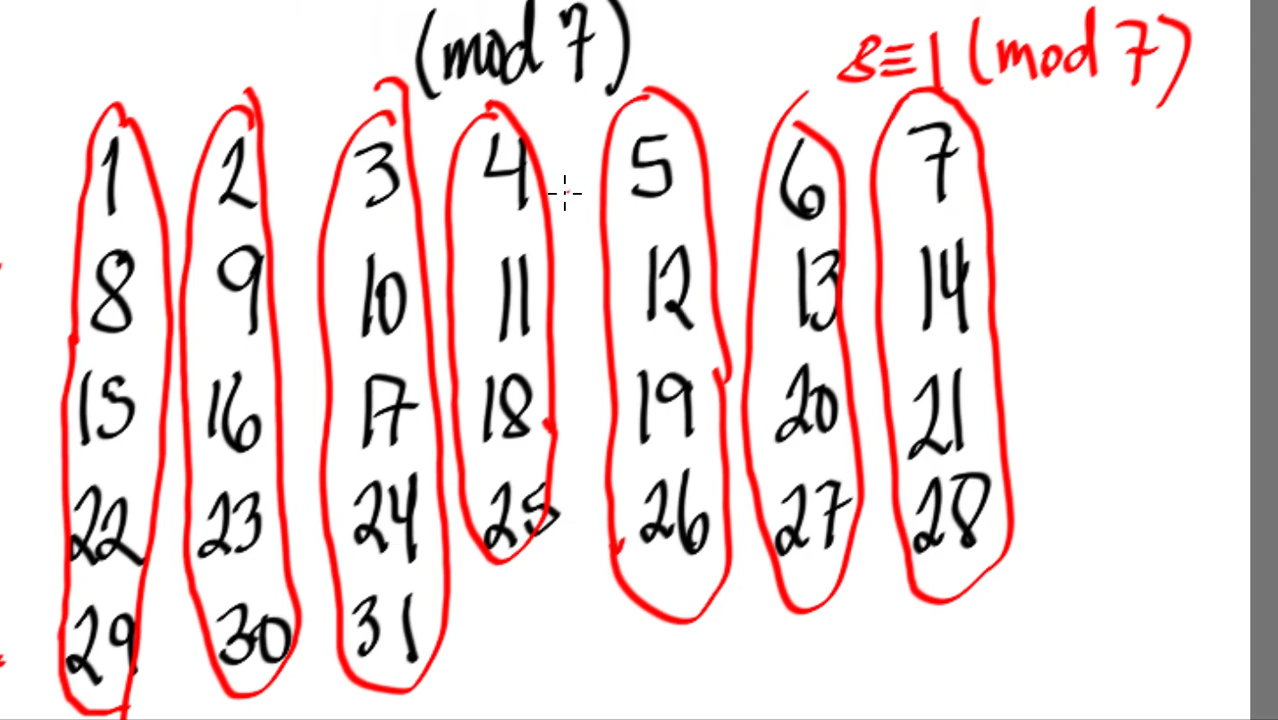 (mod 7)
8≡1 (mod 7)
1 2 3 4 5 6 7
8 9 10 11 12 13 14
15 16 17 18 19 20 21
22 23 24 25 26 27 28
29 30 31